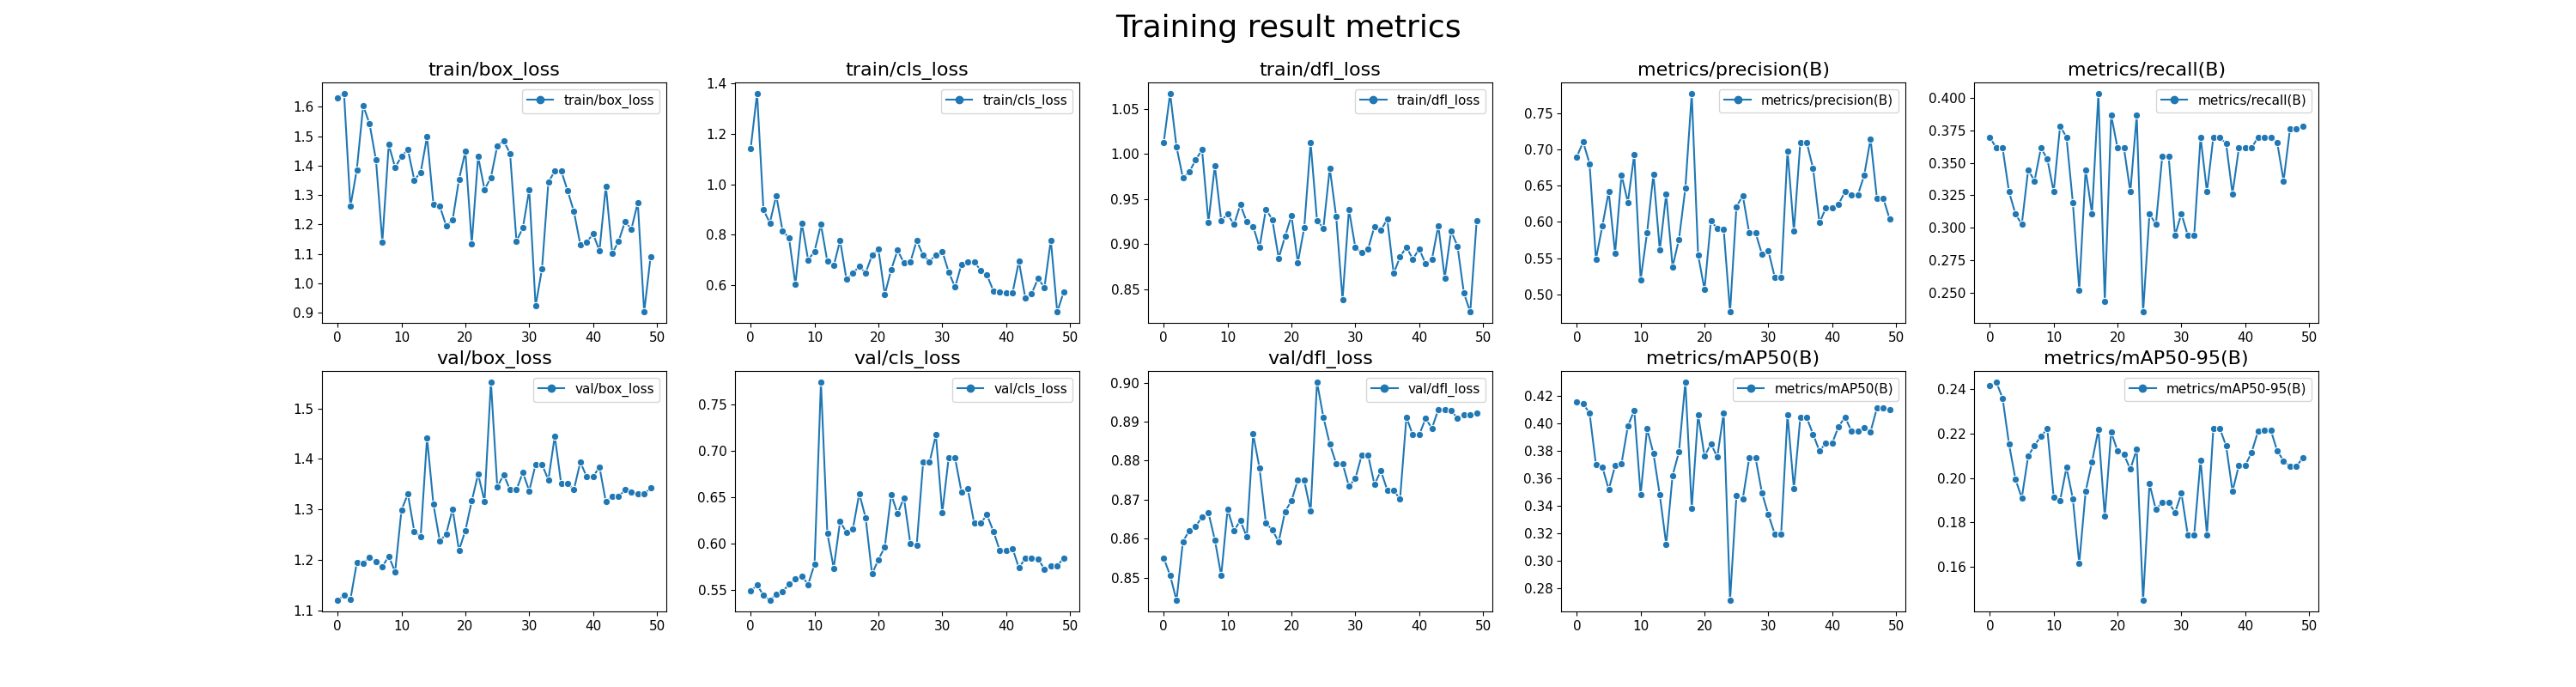 Training result metrics
train/box_loss
train/box_loss
1.6
1.5
1.4
1.3
1.2
1.1
1.0
0.9
0 10 20 30 40 50
train/cls_loss
train/cls_loss
1.4
1.2
1.0
0.8
0.6
0 10 20 30 40 50
train/dfl_loss
train/dfl_loss
1.05
1.00
0.95
0.90
0.85
0 10 20 30 40 50
metrics/precision(B)
metrics/precision(B)
0.75
0.70
0.65
0.60
0.55
0.50
0 10 20 30 40 50
metrics/recall(B)
metrics/recall(B)
0.400
0.375
0.350
0.325
0.300
0.275
0.250
0 10 20 30 40 50
val/box_loss
val/box_loss
1.5
1.4
1.3
1.2
1.1
0 10 20 30 40 50
val/cls_loss
val/cls_loss
0.75
0.70
0.65
0.60
0.55
0 10 20 30 40 50
val/dfl_loss
val/dfl_loss
0.90
0.89
0.88
0.87
0.86
0.85
0 10 20 30 40 50
metrics/mAP50(B)
metrics/mAP50(B)
0.42
0.40
0.38
0.36
0.34
0.32
0.30
0.28
0 10 20 30 40 50
metrics/mAP50-95(B)
metrics/mAP50-95(B)
0.24
0.22
0.20
0.18
0.16
0 10 20 30 40 50